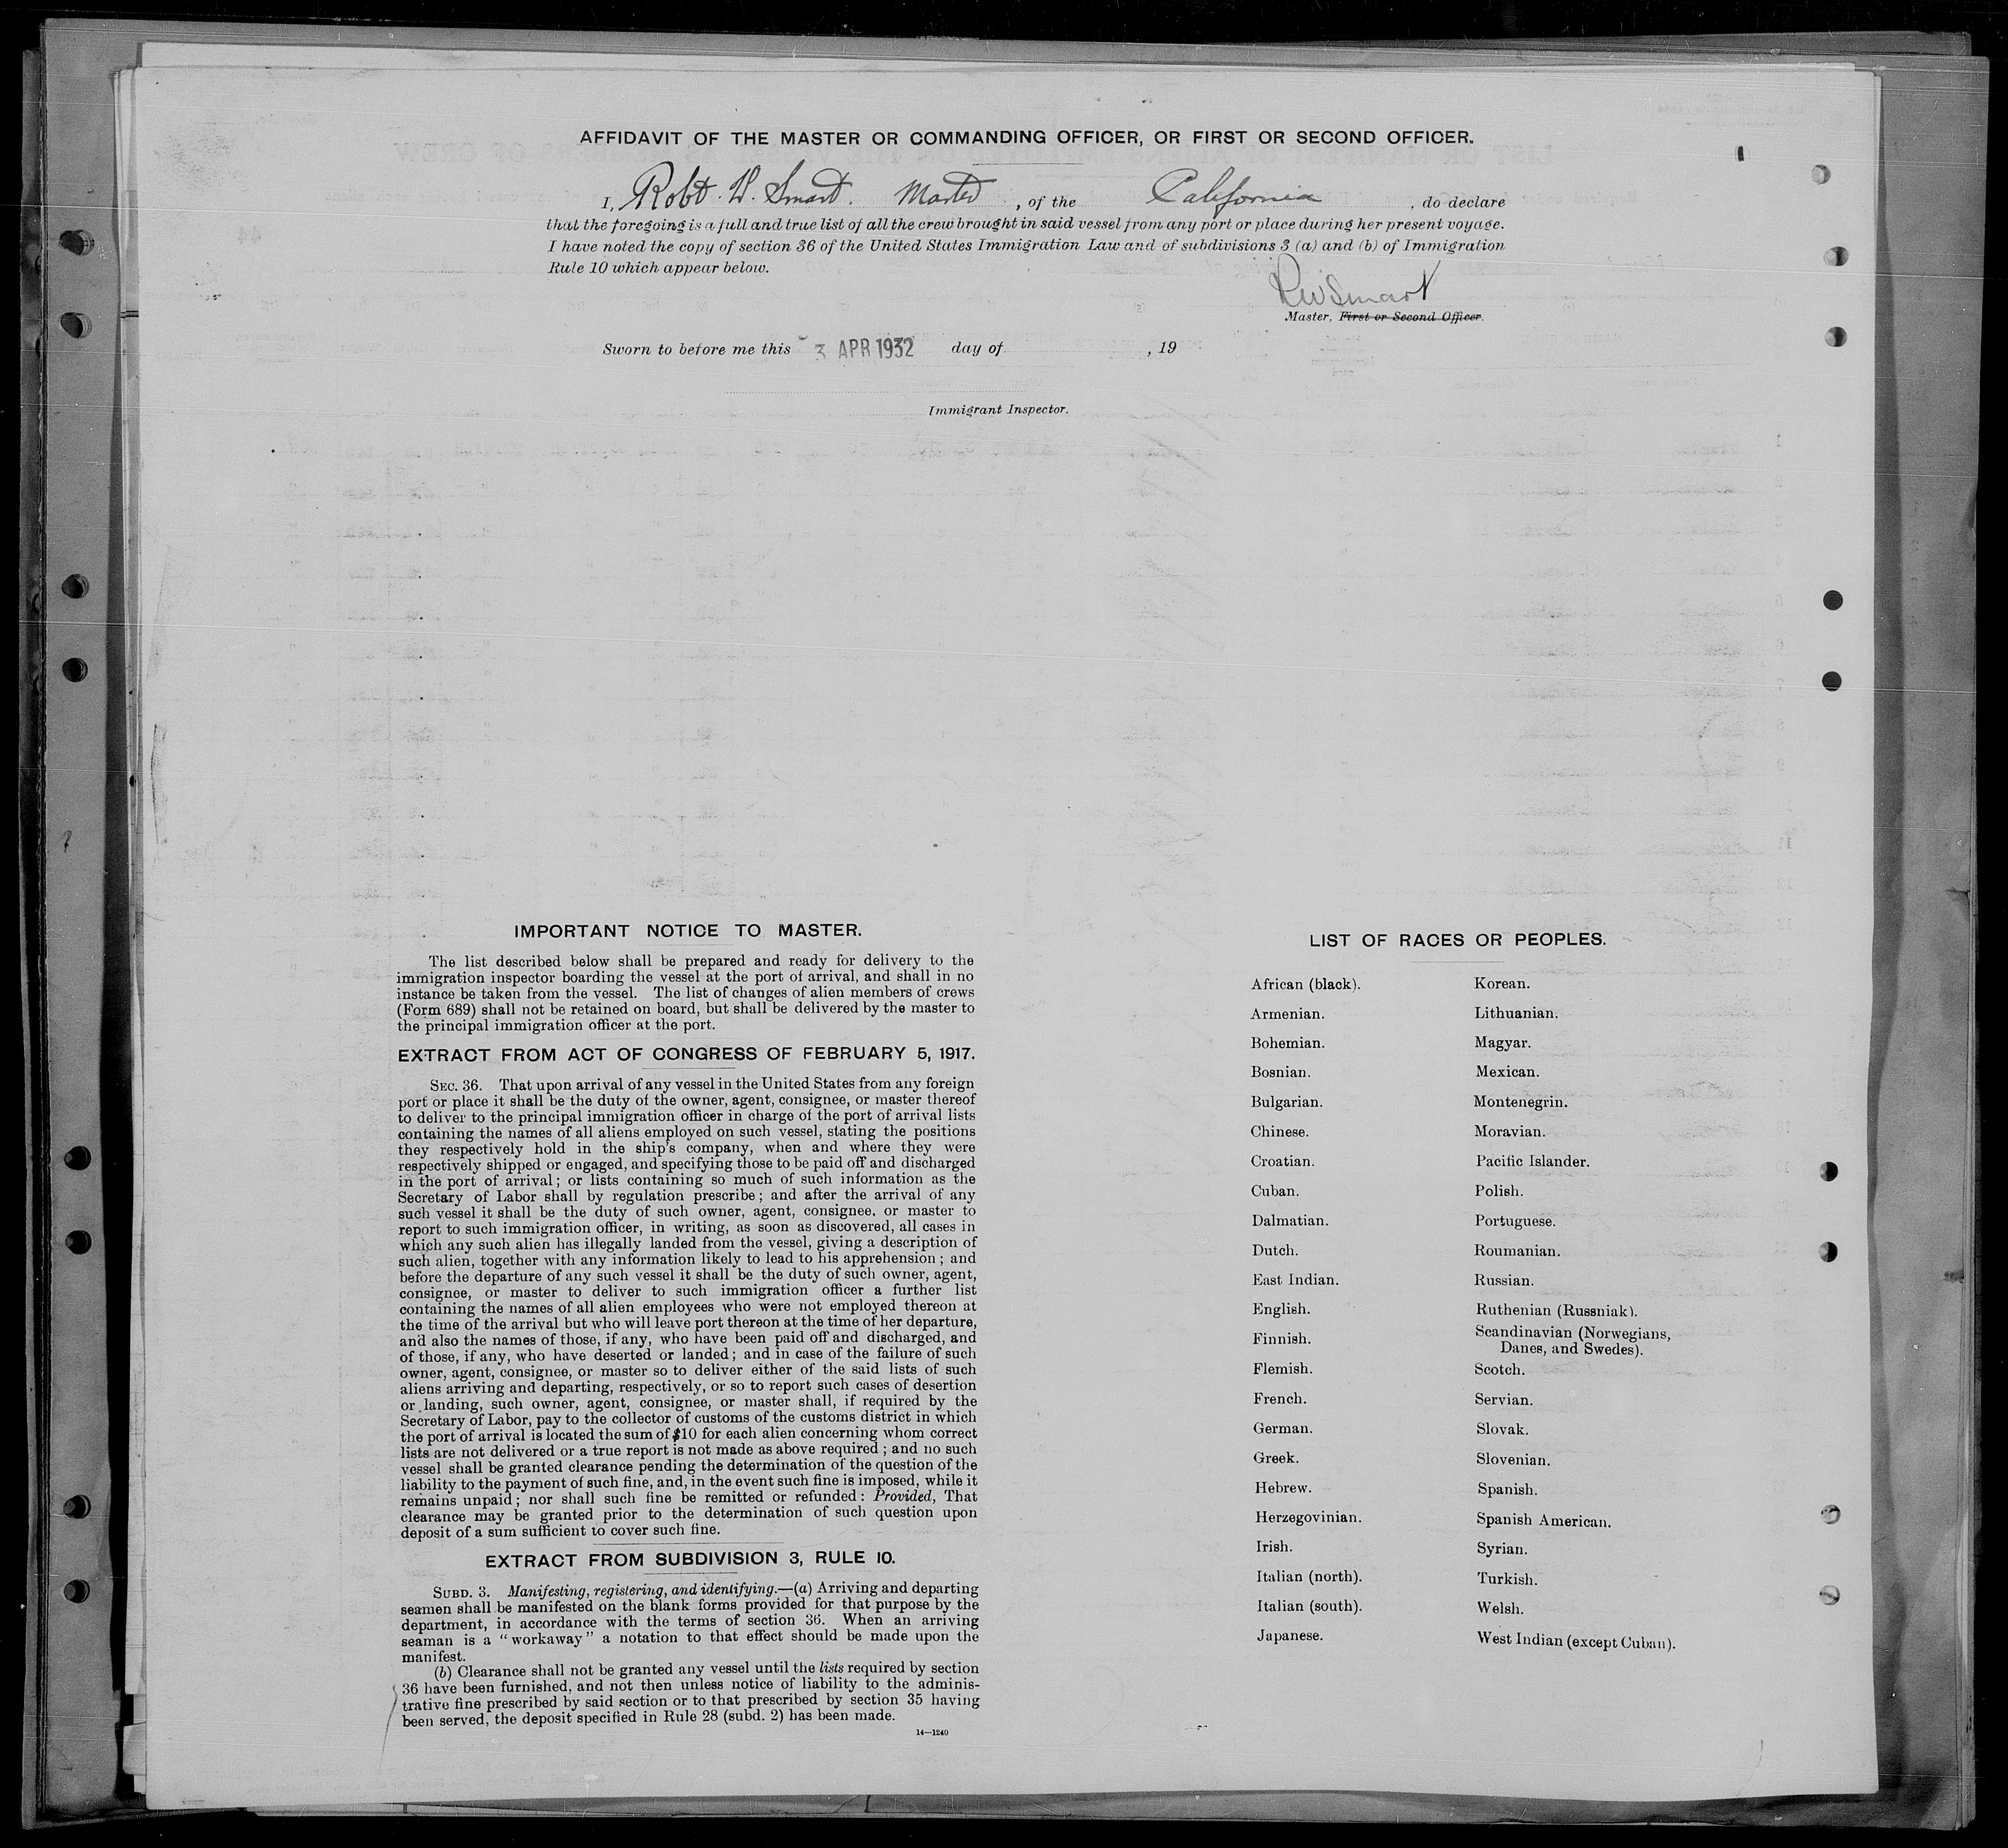 AFFIDAVIT OF THE MASTER OR COMMANDING OFFICER, OR FIRST OR SECOND OFFICER.
I, Robt. W. Smart. Master, of the California, do declare
that the foregoing is a full and true list of all the crew brought in said vessel from any port or place during her present voyage.
I have noted the copy of section 36 of the United States Immigration Law and of subdivisions 3 (a) and (b) of Immigration
Rule 10 which appear below.
RW Smart
Master, First or Second Officer.
Sworn to before me this 3 APR 1932 day of , 19
Immigrant Inspector.
IMPORTANT NOTICE TO MASTER.
The list described below shall be prepared and ready for delivery to the
immigration inspector boarding the vessel at the port of arrival, and shall in no
instance be taken from the vessel. The list of changes of alien members of crews
(Form 689) shall not be retained on board, but shall be delivered by the master to
the principal immigration officer at the port.
EXTRACT FROM ACT OF CONGRESS OF FEBRUARY 5, 1917.
SEC. 36. That upon arrival of any vessel in the United States from any foreign
port or place it shall be the duty of the owner, agent, consignee, or master thereof
to deliver to the principal immigration officer in charge of the port of arrival lists
containing the names of all aliens employed on such vessel, stating the positions
they respectively hold in the ship's company, when and where they were
respectively shipped or engaged, and specifying those to be paid off and discharged
in the port of arrival; or lists containing so much of such information as the
Secretary of Labor shall by regulation prescribe; and after the arrival of any
such vessel it shall be the duty of such owner, agent, consignee, or master to
report to such immigration officer, in writing, as soon as discovered, all cases in
which any such alien has illegally landed from the vessel, giving a description of
such alien, together with any information likely to lead to his apprehension; and
before the departure of any such vessel it shall be the duty of such owner, agent,
consignee, or master to deliver to such immigration officer a further list
containing the names of all alien employees who were not employed thereon at
the time of the arrival but who will leave port thereon at the time of her departure,
and also the names of those, if any, who have been paid off and discharged, and
of those, if any, who have deserted or landed; and in case of the failure of such
owner, agent, consignee, or master so to deliver either of the said lists of such
aliens arriving and departing, respectively, or so to report such cases of desertion
or landing, such owner, agent, consignee, or master shall, if required by the
Secretary of Labor, pay to the collector of customs of the customs district in which
the port of arrival is located the sum of $10 for each alien concerning whom correct
lists are not delivered or a true report is not made as above required; and no such
vessel shall be granted clearance pending the determination of the question of the
liability to the payment of such fine, and, in the event such fine is imposed, while it
remains unpaid; nor shall such fine be remitted or refunded: Provided, That
clearance may be granted prior to the determination of such question upon
deposit of a sum sufficient to cover such fine.
EXTRACT FROM SUBDIVISION 3, RULE 10.
SUBD. 3. Manifesting, registering, and identifying.—(a) Arriving and departing
seamen shall be manifested on the blank forms provided for that purpose by the
department, in accordance with the terms of section 36. When an arriving
seaman is a "workaway" a notation to that effect should be made upon the
manifest.
(b) Clearance shall not be granted any vessel until the lists required by section
36 have been furnished, and not then unless notice of liability to the adminis-
trative fine prescribed by said section or to that prescribed by section 35 having
been served, the deposit specified in Rule 28 (subd. 2) has been made.
14—1240
LIST OF RACES OR PEOPLES.
African (black).
Armenian.
Bohemian.
Bosnian.
Bulgarian.
Chinese.
Croatian.
Cuban.
Dalmatian.
Dutch.
East Indian.
English.
Finnish.
Flemish.
French.
German.
Greek.
Hebrew.
Herzegovinian.
Irish.
Italian (north).
Italian (south).
Japanese.
Korean.
Lithuanian.
Magyar.
Mexican.
Montenegrin.
Moravian.
Pacific Islander.
Polish.
Portuguese.
Roumanian.
Russian.
Ruthenian (Russniak).
Scandinavian (Norwegians,
Danes, and Swedes).
Scotch.
Servian.
Slovak.
Slovenian.
Spanish.
Spanish American.
Syrian.
Turkish.
Welsh.
West Indian (except Cuban).